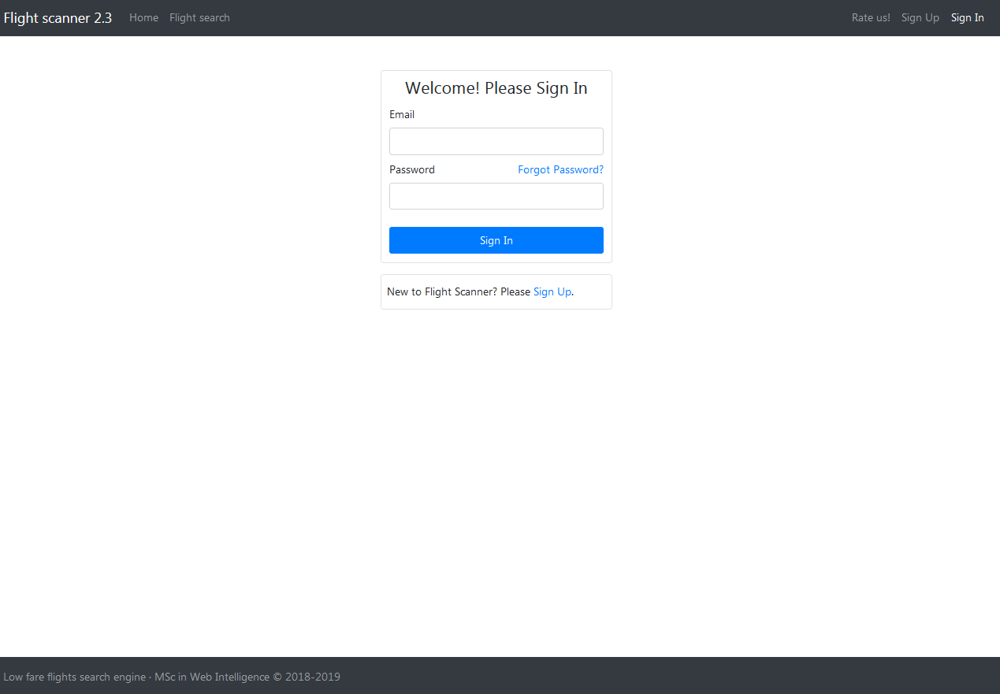 Flight scanner 2.3 Home Flight search Rate us! Sign Up Sign In
Welcome! Please Sign In
Email
Password Forgot Password?
Sign In
New to Flight Scanner? Please Sign Up.
Low fare flights search engine · MSc in Web Intelligence © 2018-2019